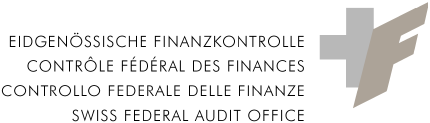 EIDGENÖSSISCHE FINANZKONTROLLE
CONTRÔLE FÉDÉRAL DES FINANCES
CONTROLLO FEDERALE DELLE FINANZE
SWISS FEDERAL AUDIT OFFICE